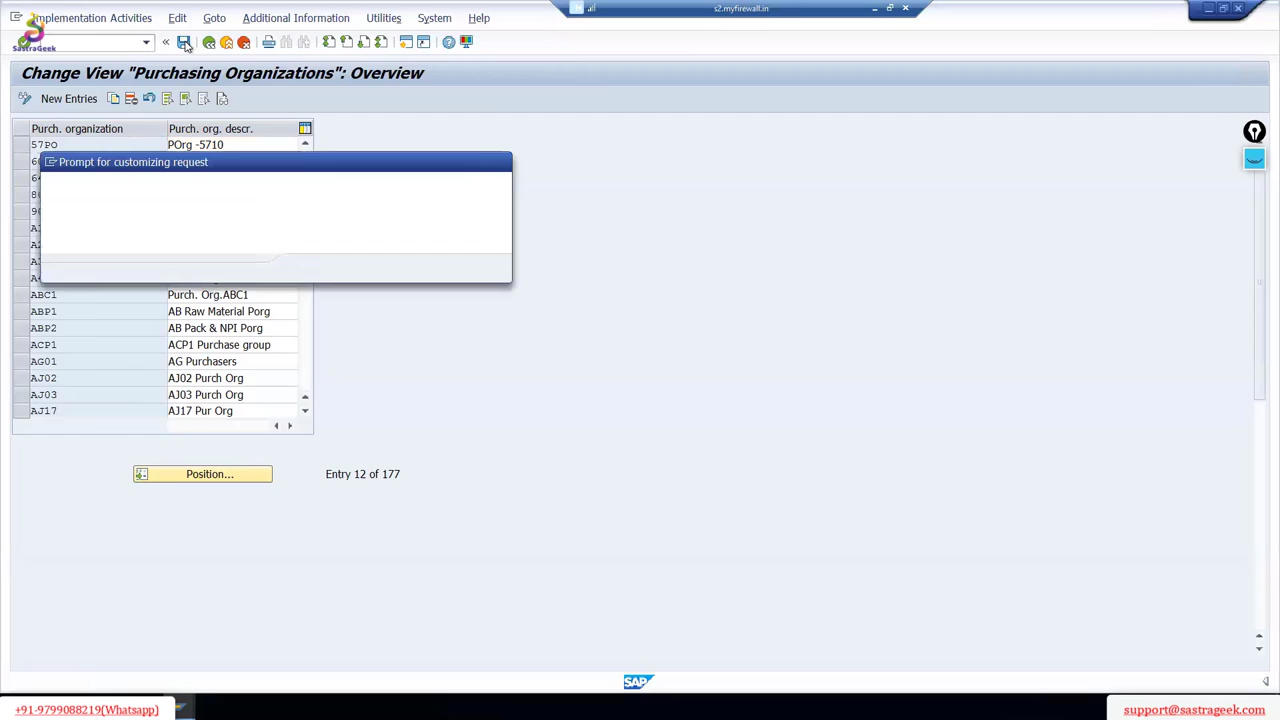 Implementation Activities Edit Goto Additional Information Utilities System Help
s2.myfirewall.in
SastraGeek
Change View "Purchasing Organizations": Overview
New Entries
Purch. organization Purch. org. descr.
57PO POrg -5710
Prompt for customizing request
ABC1 Purch. Org.ABC1
ABP1 AB Raw Material Porg
ABP2 AB Pack & NPI Porg
ACP1 ACP1 Purchase group
AG01 AG Purchasers
AJ02 AJ02 Purch Org
AJ03 AJ03 Purch Org
AJ17 AJ17 Pur Org
Position... Entry 12 of 177
SAP
+91-9799088219(Whatsapp) support@sastrageek.com